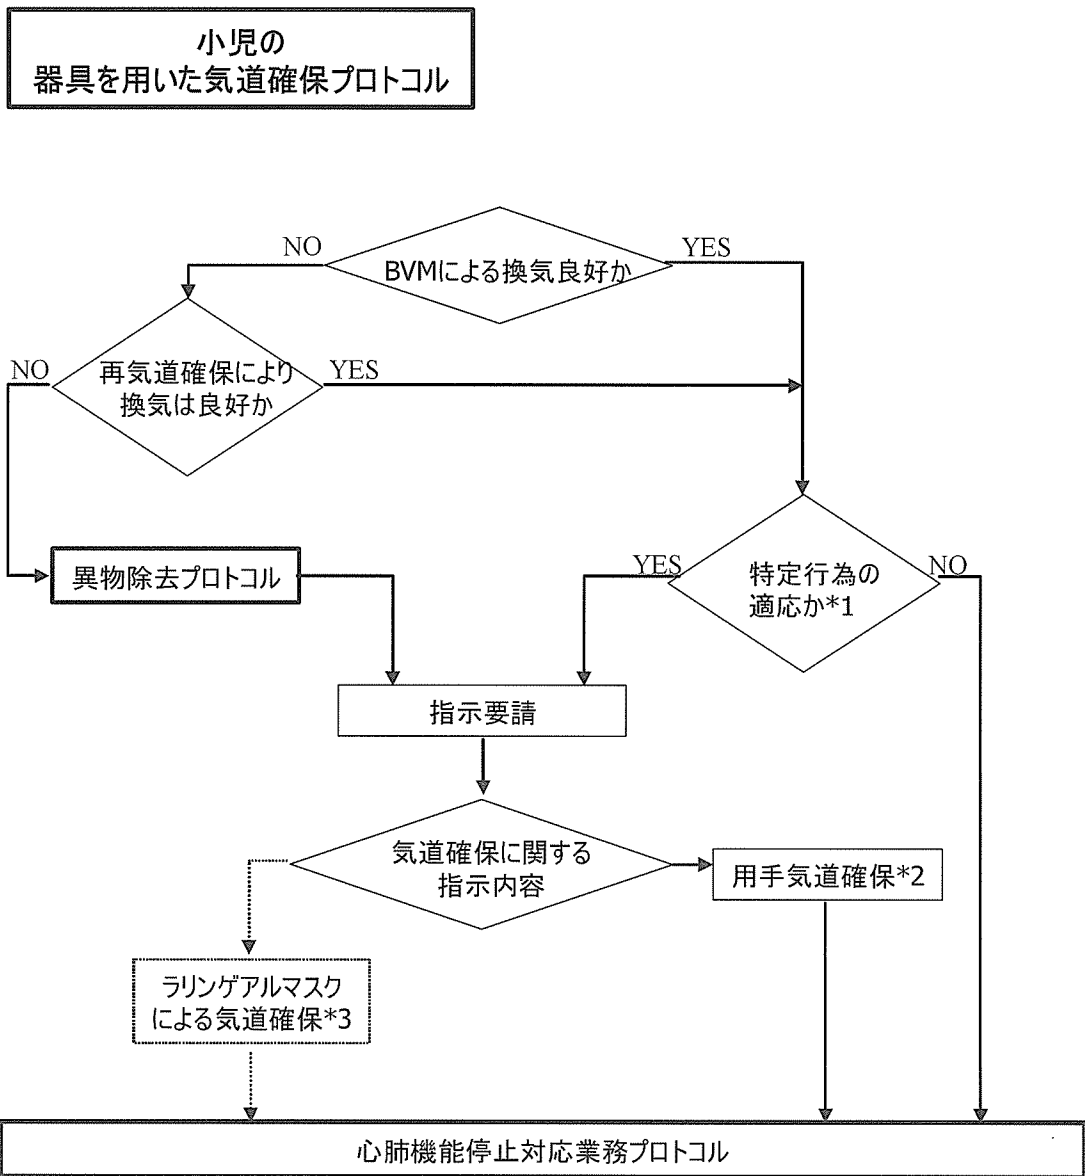 小児の
器具を用いた気道確保プロトコル
NO
YES
BVMによる換気良好か
NO
YES
再気道確保により
換気は良好か
異物除去プロトコル
YES
NO
特定行為の
適応か*1
指示要請
気道確保に関する
指示内容
用手気道確保*2
ラリンゲアルマスク
による気道確保*3
心肺機能停止対応業務プロトコル